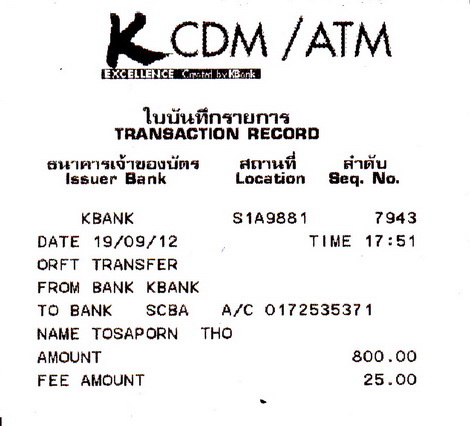 K CDM /ATM
EXCELLENCE Created by KBank
ใบบันทึกรายการ
TRANSACTION RECORD
ธนาคารเจ้าของบัตร สถานที่ ลำดับ
Issuer Bank Location Seq. No.
KBANK S1A9881 7943
DATE 19/09/12 TIME 17:51
ORFT TRANSFER
FROM BANK KBANK
TO BANK SCBA A/C 0172535371
NAME TOSAPORN THO
AMOUNT 800.00
FEE AMOUNT 25.00